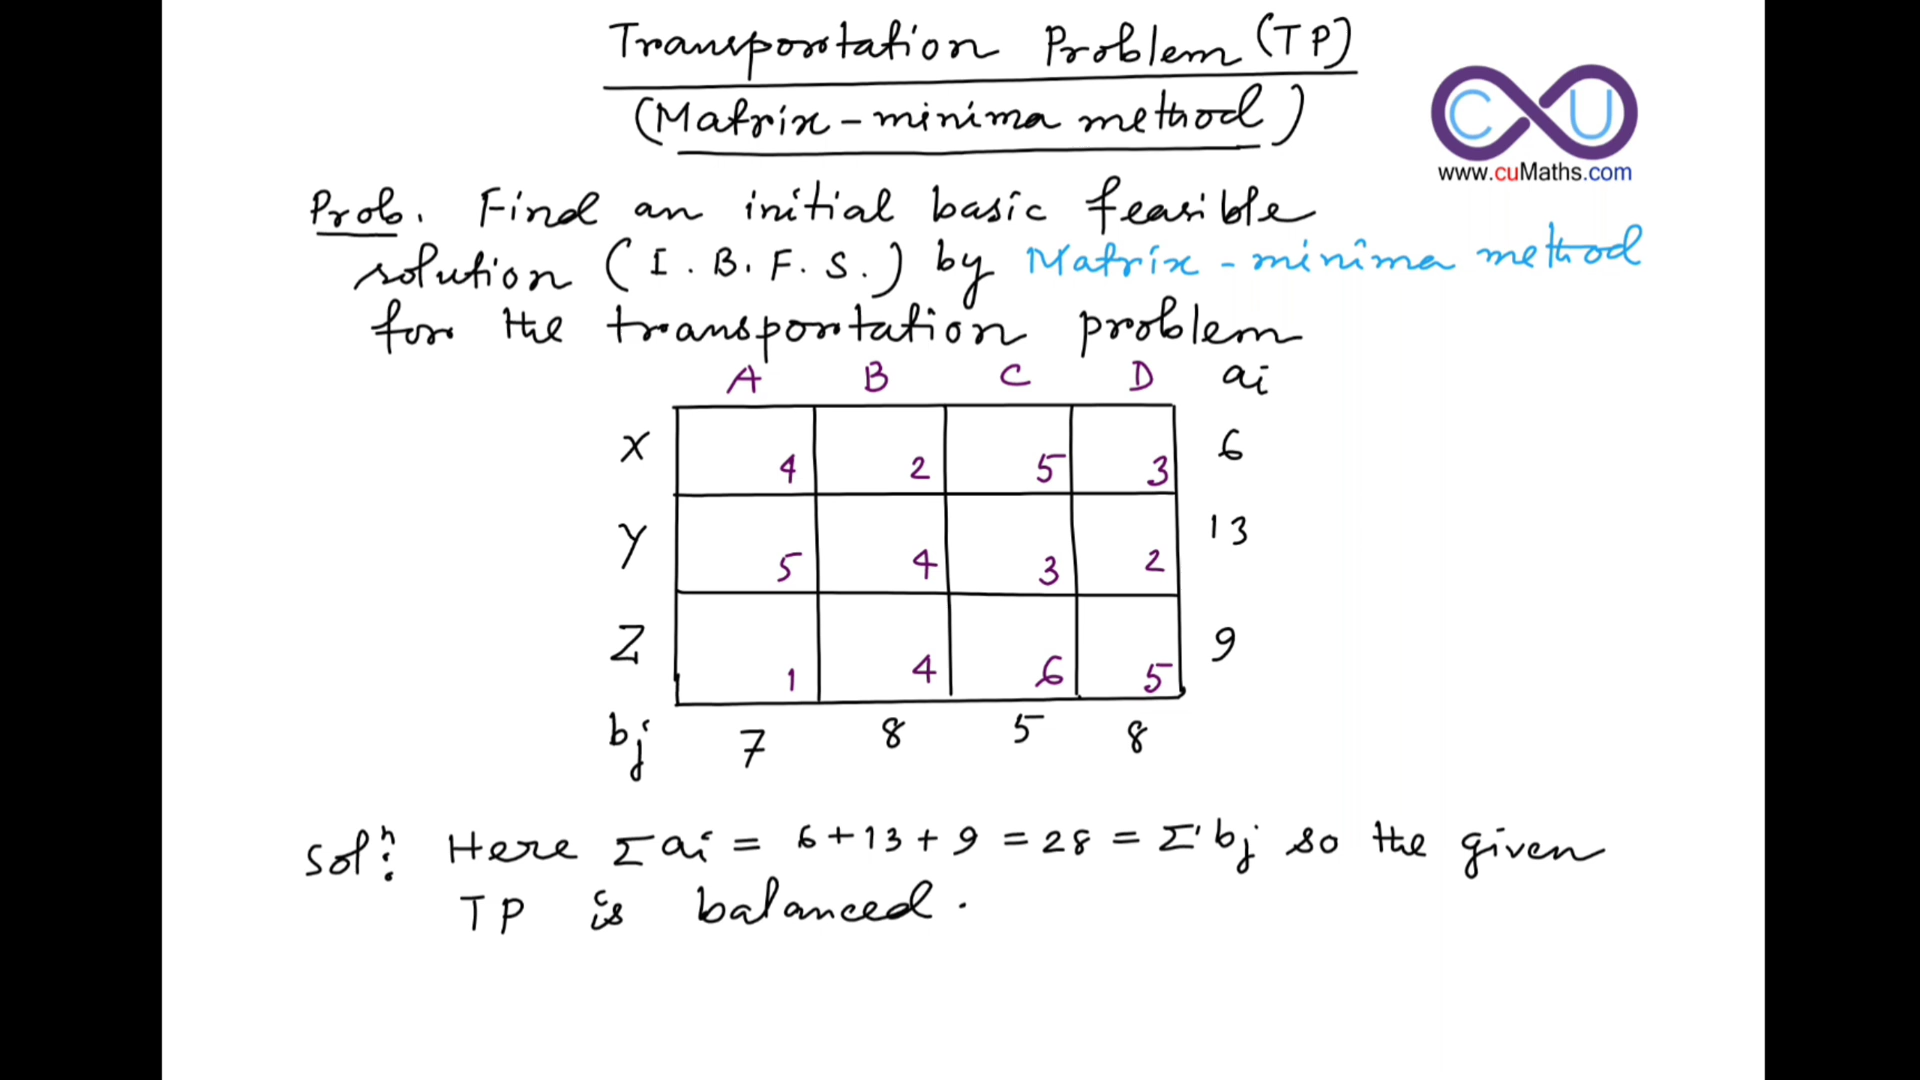 Transportation Problem (TP)
(Matrix-minima method)
CU
www.cuMaths.com
Prob. Find an initial basic feasible
solution (I.B.F.S.) by Matrix-minima method
for the transportation problem
A B C D ai
X 4 2 5 3 6
Y 5 4 3 2 13
Z 1 4 6 5 9
bj 7 8 5 8
Solⁿ: Here Σai = 6+13+9 = 28 = Σbj so the given
TP is balanced.